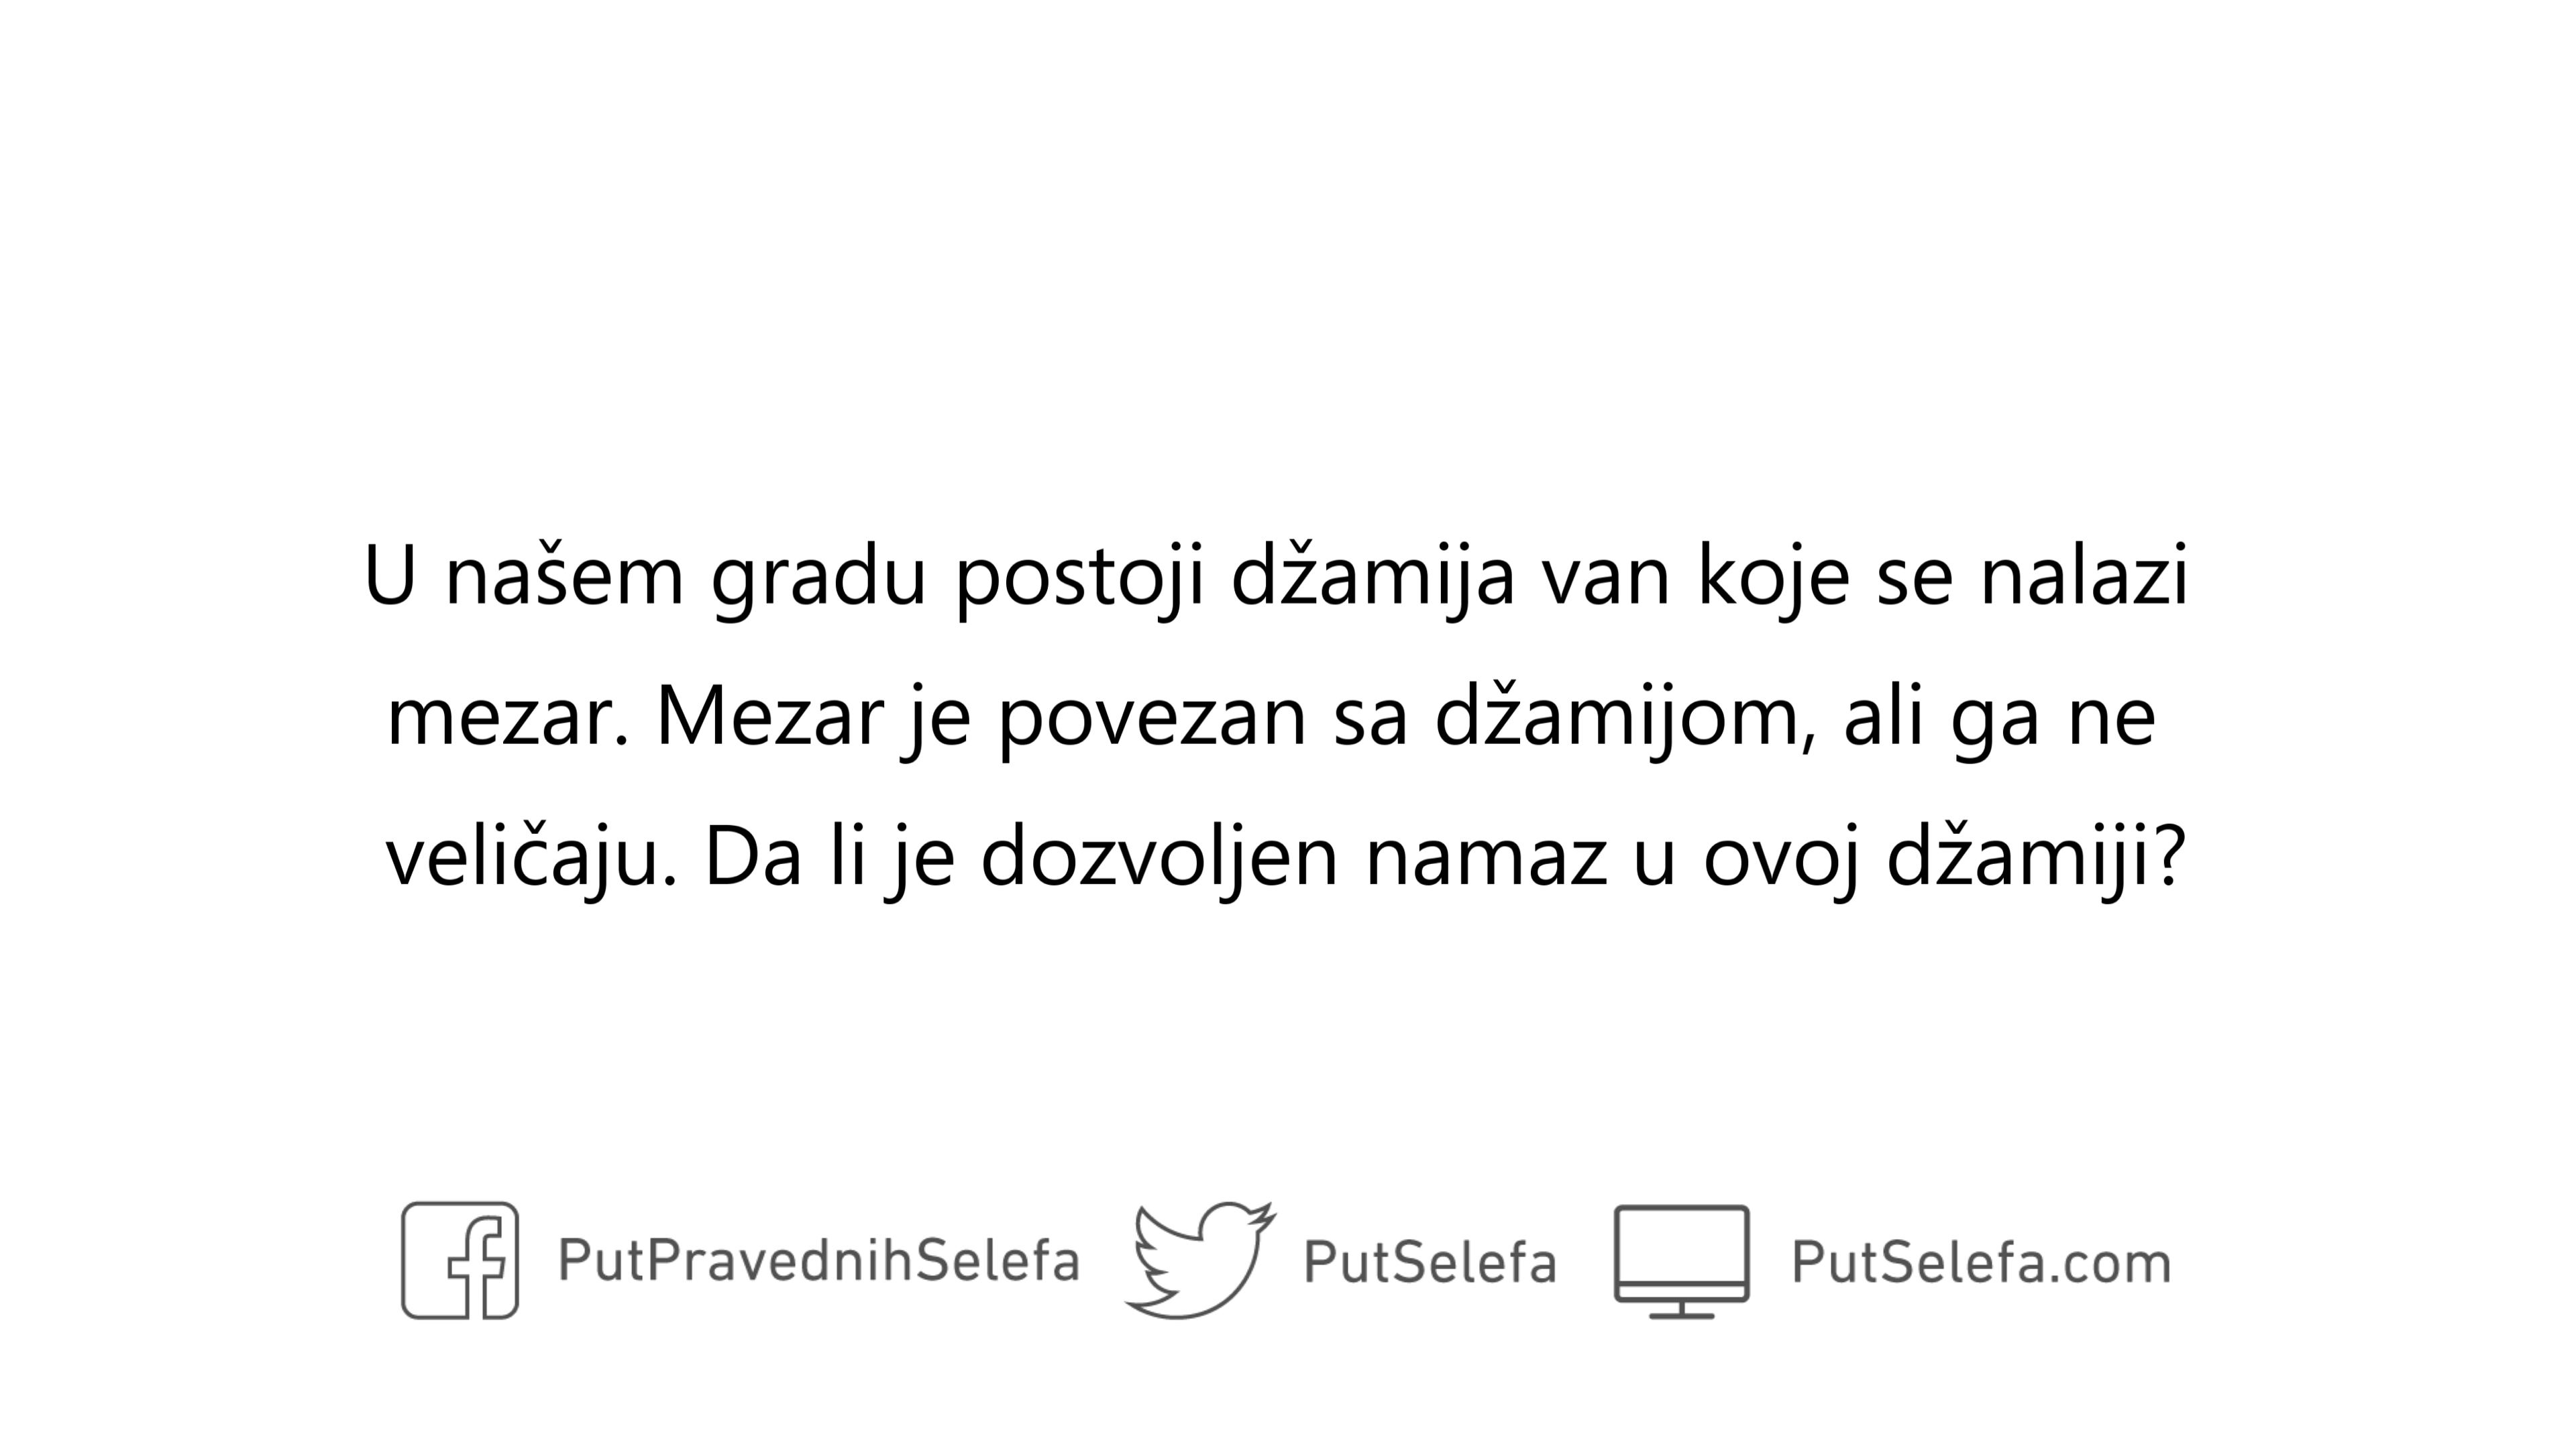 U našem gradu postoji džamija van koje se nalazi
mezar. Mezar je povezan sa džamijom, ali ga ne
veličaju. Da li je dozvoljen namaz u ovoj džamiji?
PutPravednihSelefa PutSelefa PutSelefa.com